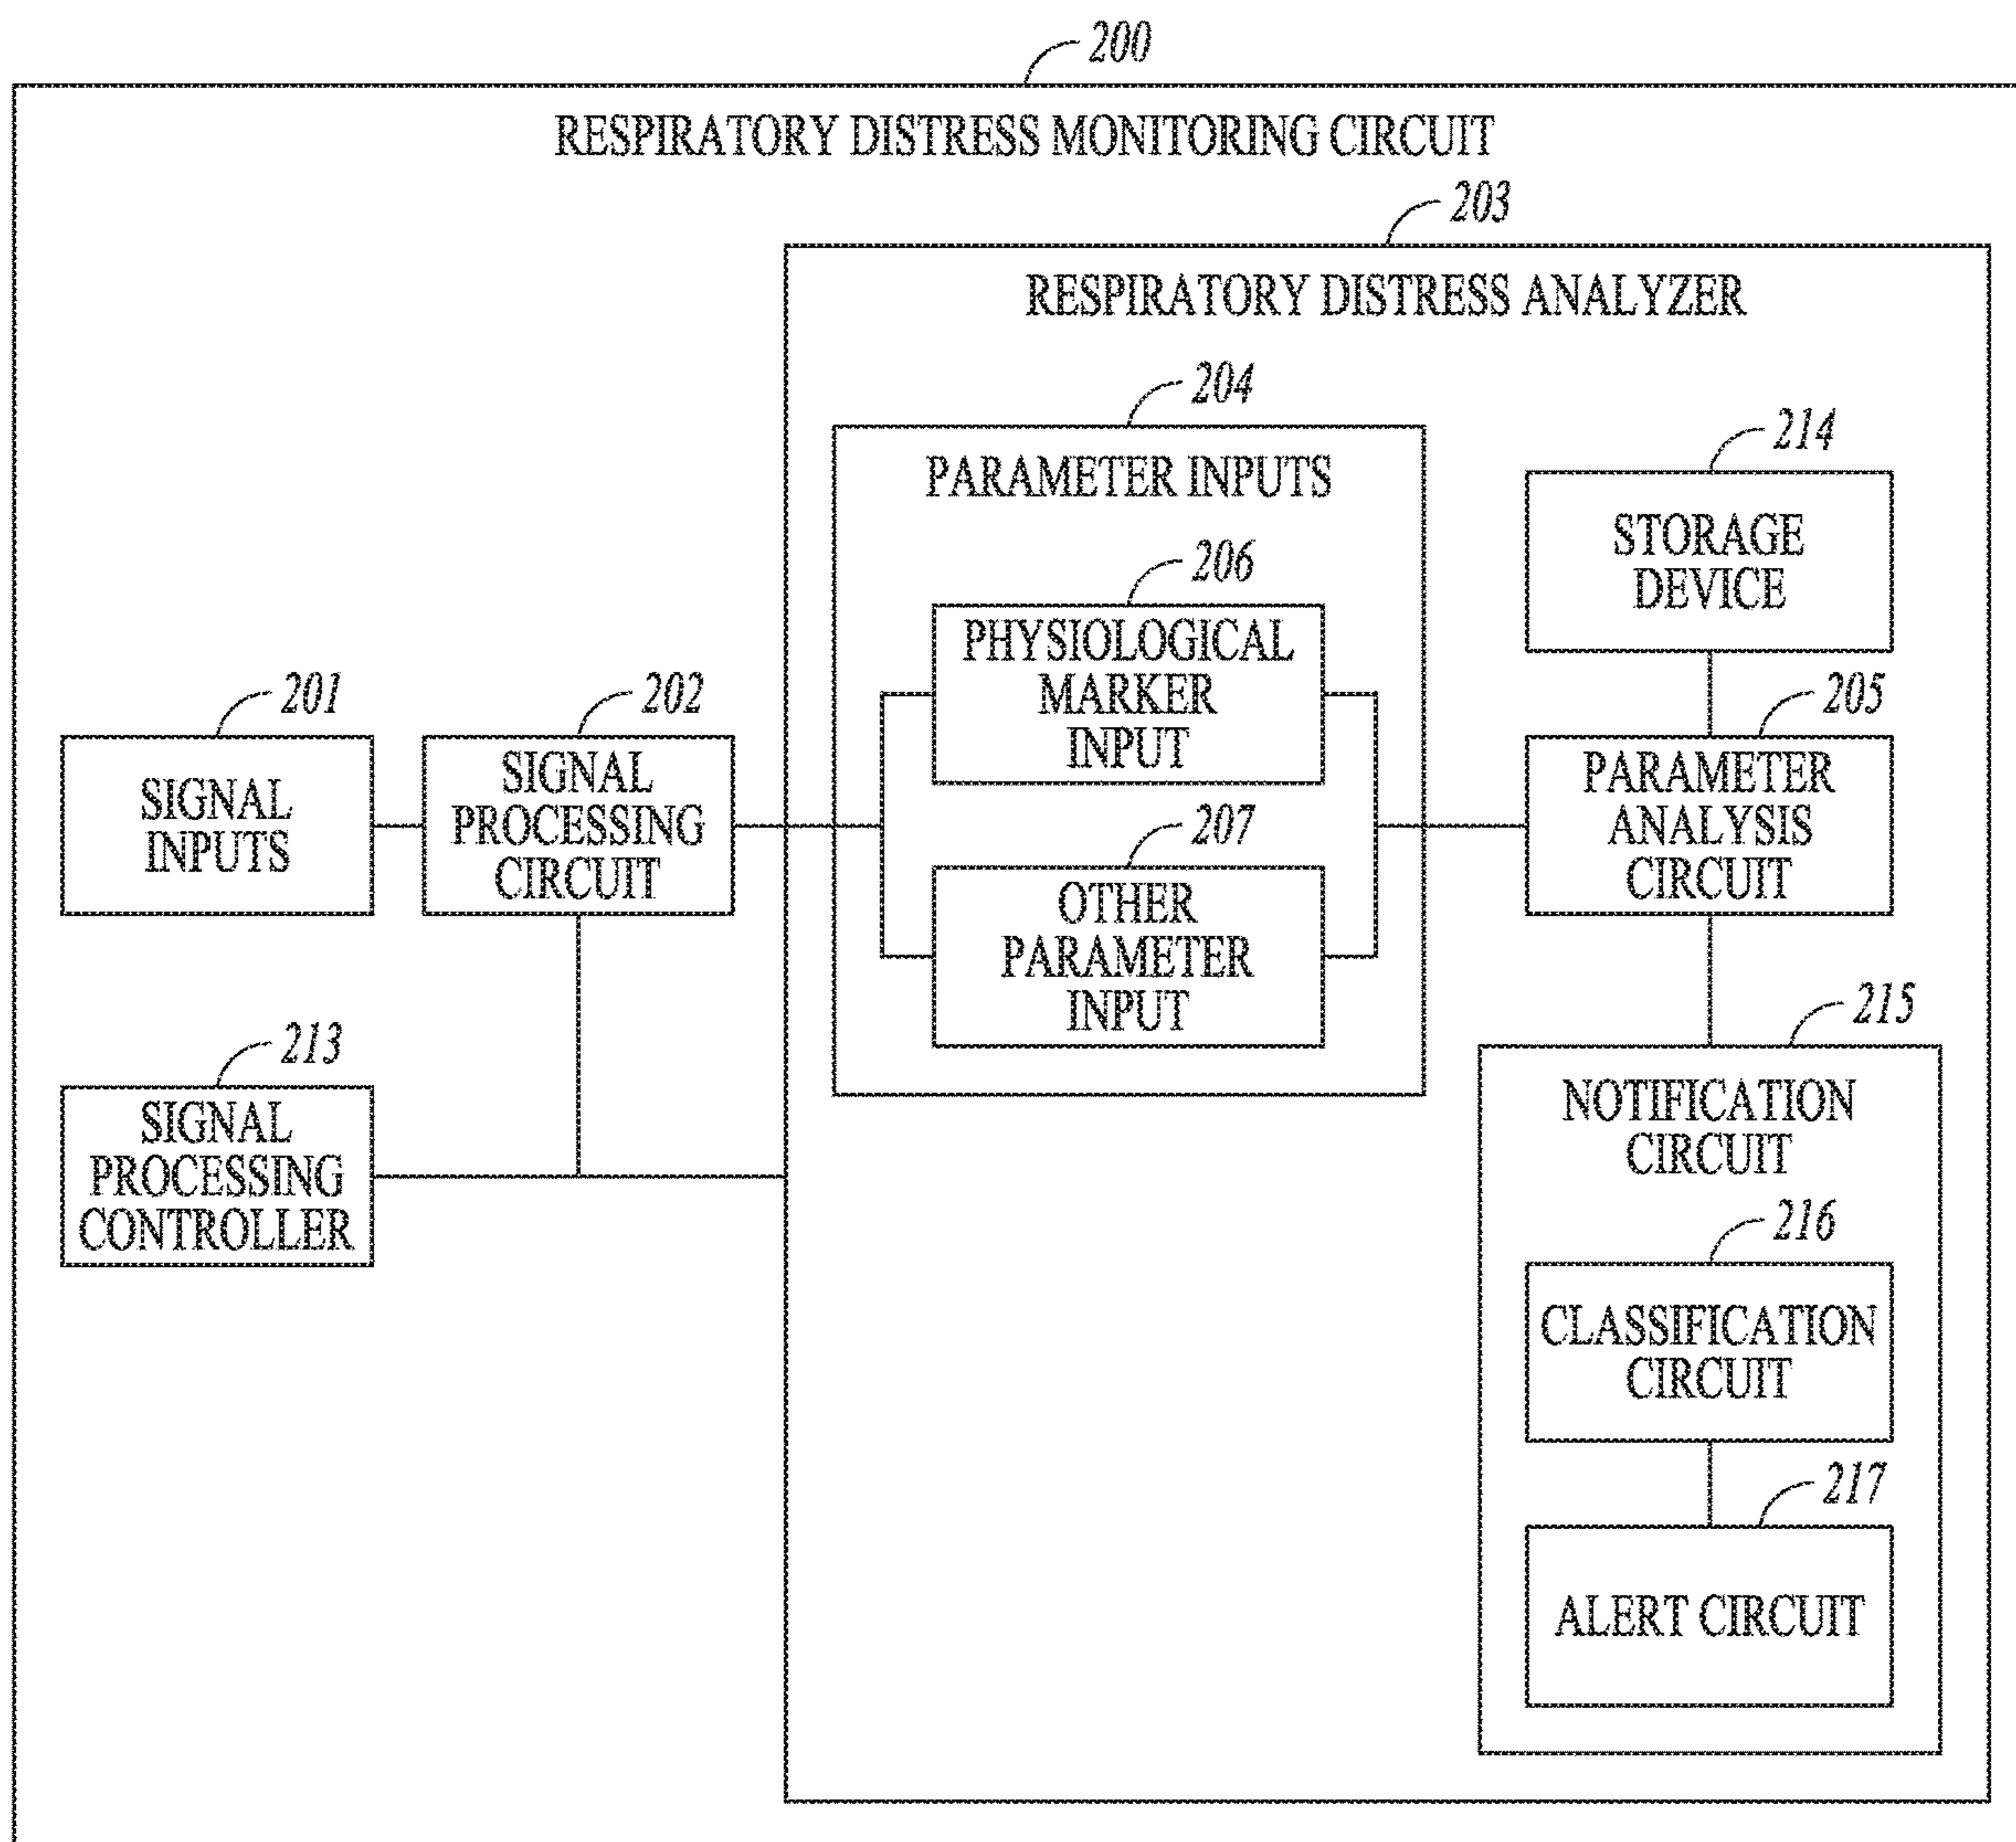 200
RESPIRATORY DISTRESS MONITORING CIRCUIT
203
RESPIRATORY DISTRESS ANALYZER
204
PARAMETER INPUTS
214
STORAGE
DEVICE
206
PHYSIOLOGICAL
MARKER
INPUT
201
SIGNAL
INPUTS
202
SIGNAL
PROCESSING
CIRCUIT
205
PARAMETER
ANALYSIS
CIRCUIT
207
OTHER
PARAMETER
INPUT
213
SIGNAL
PROCESSING
CONTROLLER
215
NOTIFICATION
CIRCUIT
216
CLASSIFICATION
CIRCUIT
217
ALERT CIRCUIT